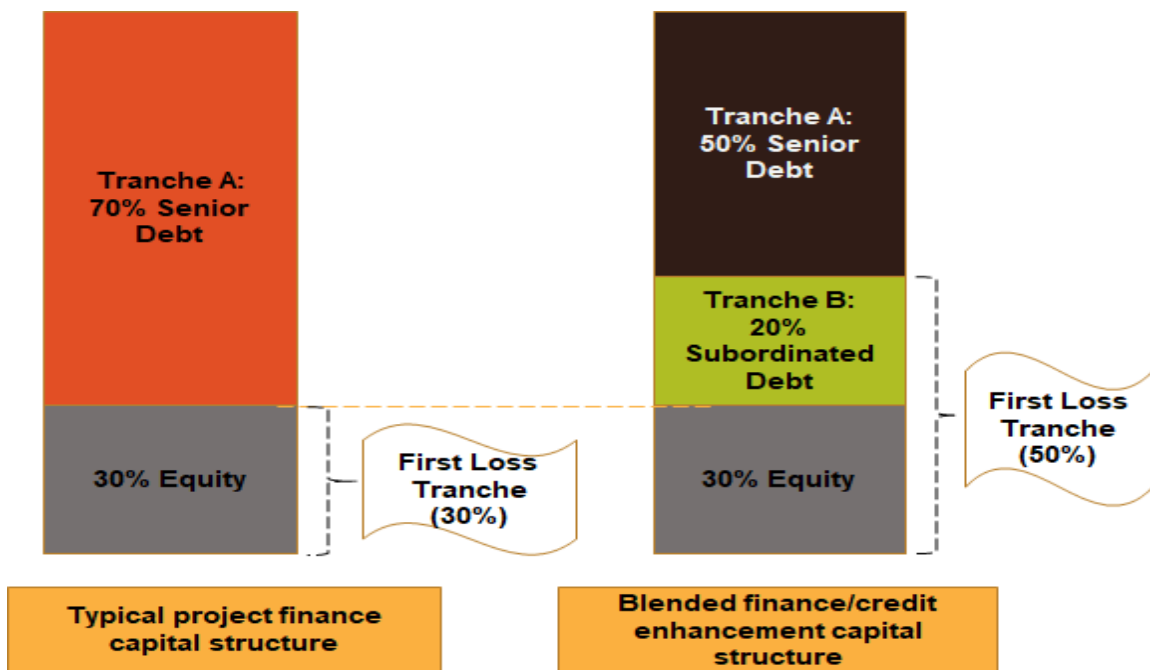 Tranche A:
70% Senior
Debt
30% Equity
First Loss
Tranche
(30%)
Typical project finance
capital structure
Tranche A:
50% Senior
Debt
Tranche B:
20%
Subordinated
Debt
30% Equity
First Loss
Tranche
(50%)
Blended finance/credit
enhancement capital
structure